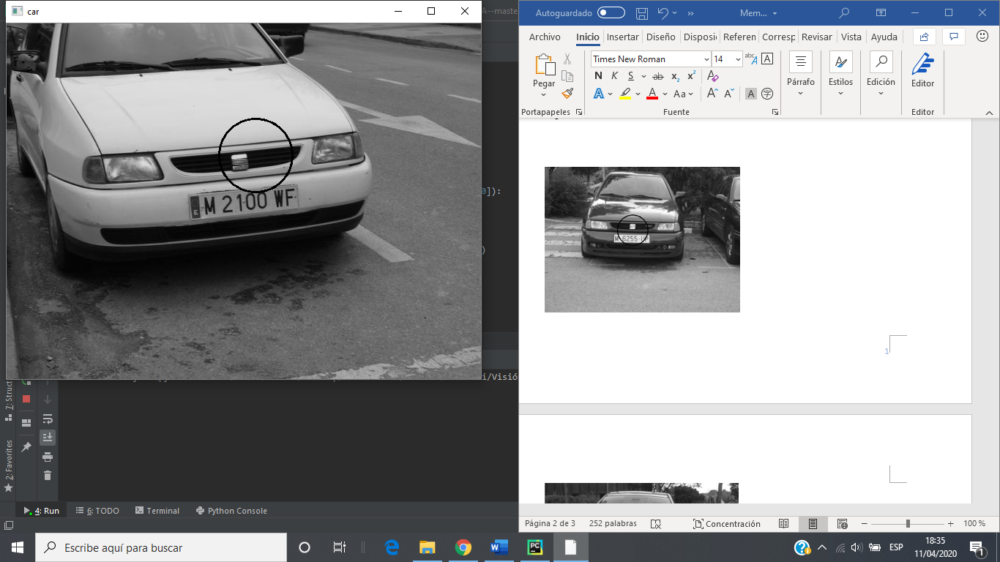 car
A--maste
Autoguardado
Mem...
Archivo Inicio Insertar Diseño Disposi Referen Corresp Revisar Vista Ayuda
Times New Roman 14
Pegar
N K S ab x₂ x²
Aa
Párrafo Estilos Edición Editor
Portapapeles Fuente Editor
M 2100 WF
E
0]):
)
M 6255 UP
1
i/Visió
7: Struct
2: Favorites
4: Run 6: TODO Terminal Python Console
Página 2 de 3 252 palabras Concentración 100 %
Escribe aquí para buscar
ESP
18:35
11/04/2020
1